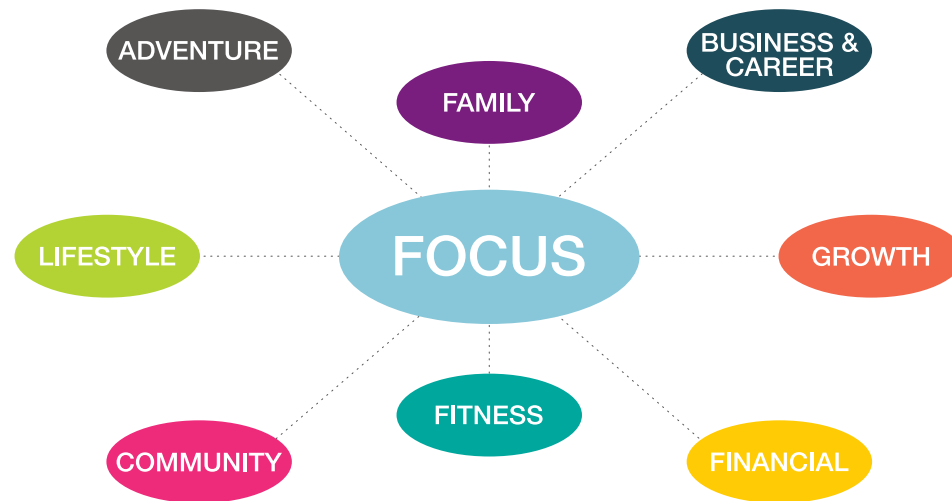 ADVENTURE
BUSINESS &
CAREER
FAMILY
LIFESTYLE
FOCUS
GROWTH
FITNESS
COMMUNITY
FINANCIAL